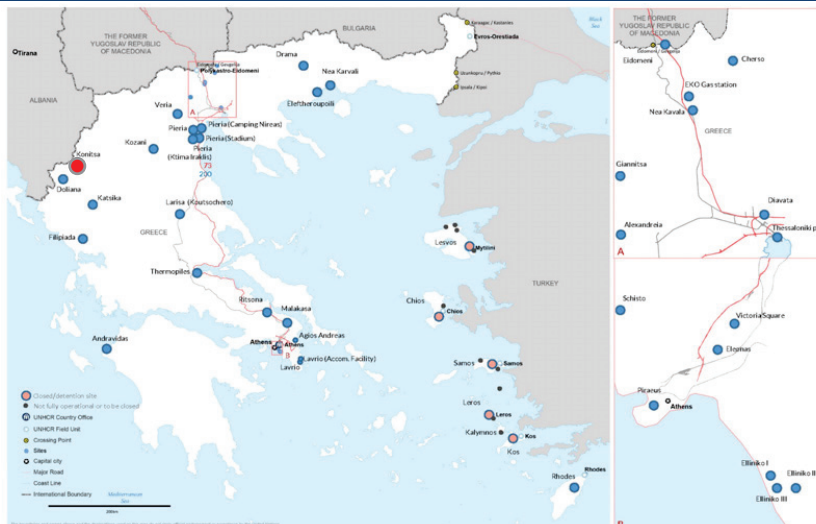 THE FORMER
YUGOSLAV REPUBLIC
OF MACEDONIA
BULGARIA
Black
Sea
Tirana
Evros-Orestiada
Polykastro-Eidomeni
Drama
Nea Karvali
Eleftheroupoli
ALBANIA
A
Veria
Pieria
Pieria (Camping Nireas)
Pieria (Stadium)
Pieria
(Ktima Iraklis)
Kozani
Konitsa
73
200
Doliana
Katsika
Larisa (Koutsochero)
Filipiada
GREECE
Lesvos
Mytilini
Thermopiles
TURKEY
Ritsona
Malakasa
Chios
Chios
Agios Andreas
Athens
Athens
Andravidas
Lavrio (Accom. Facility)
Lavrio
Samos
Samos
Leros
Leros
Kalymnos
Kos
Kos
Rhodes
Rhodes
Closed/detention site
Not fully operational or to be closed
UNHCR Country Office
UNHCR Field Unit
Crossing Point
Sites
Capital city
Major Road
Coast Line
International Boundary
Mediterranean
Sea
THE FORMER
YUGOSLAV REPUBLIC
OF MACEDONIA
Eidomeni
Cherso
EKO Gas station
Nea Kavala
GREECE
Giannitsa
Diavata
Alexandreia
Thessaloniki p
A
Schinto
Victoria Square
Eleonas
Piraeus
Athens
Elliniko I
Elliniko II
Elliniko III